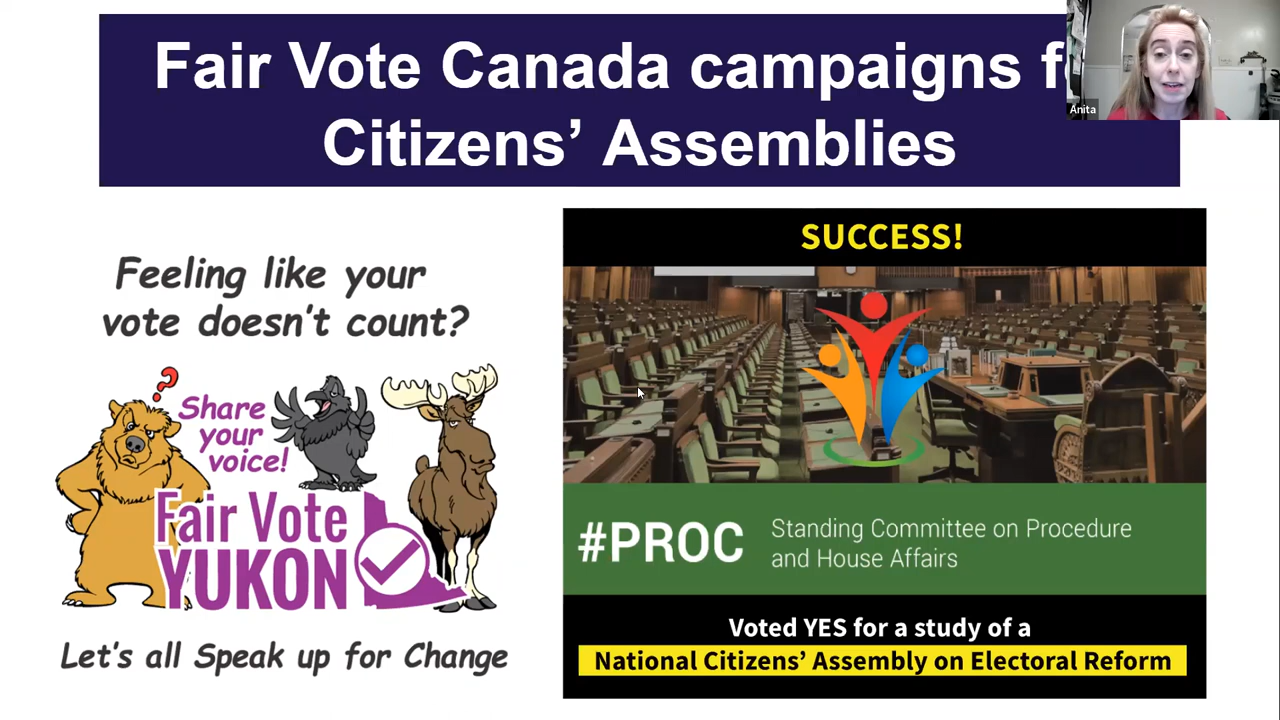 Fair Vote Canada campaigns f
Citizens’ Assemblies
Anita
Feeling like your
vote doesn't count?
?
Share
your
voice!
Fair Vote
YUKON
Let's all Speak up for Change
SUCCESS!
#PROC
Standing Committee on Procedure
and House Affairs
Voted YES for a study of a
National Citizens’ Assembly on Electoral Reform